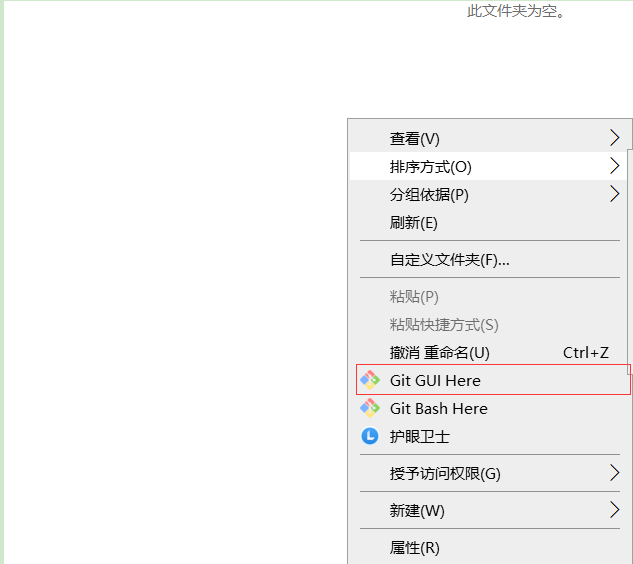 此文件夹为空。
查看(V)
排序方式(O)
分组依据(P)
刷新(E)
自定义文件夹(F)...
粘贴(P)
粘贴快捷方式(S)
撤消 重命名(U) Ctrl+Z
Git GUI Here
Git Bash Here
护眼卫士
授予访问权限(G)
新建(W)
属性(R)